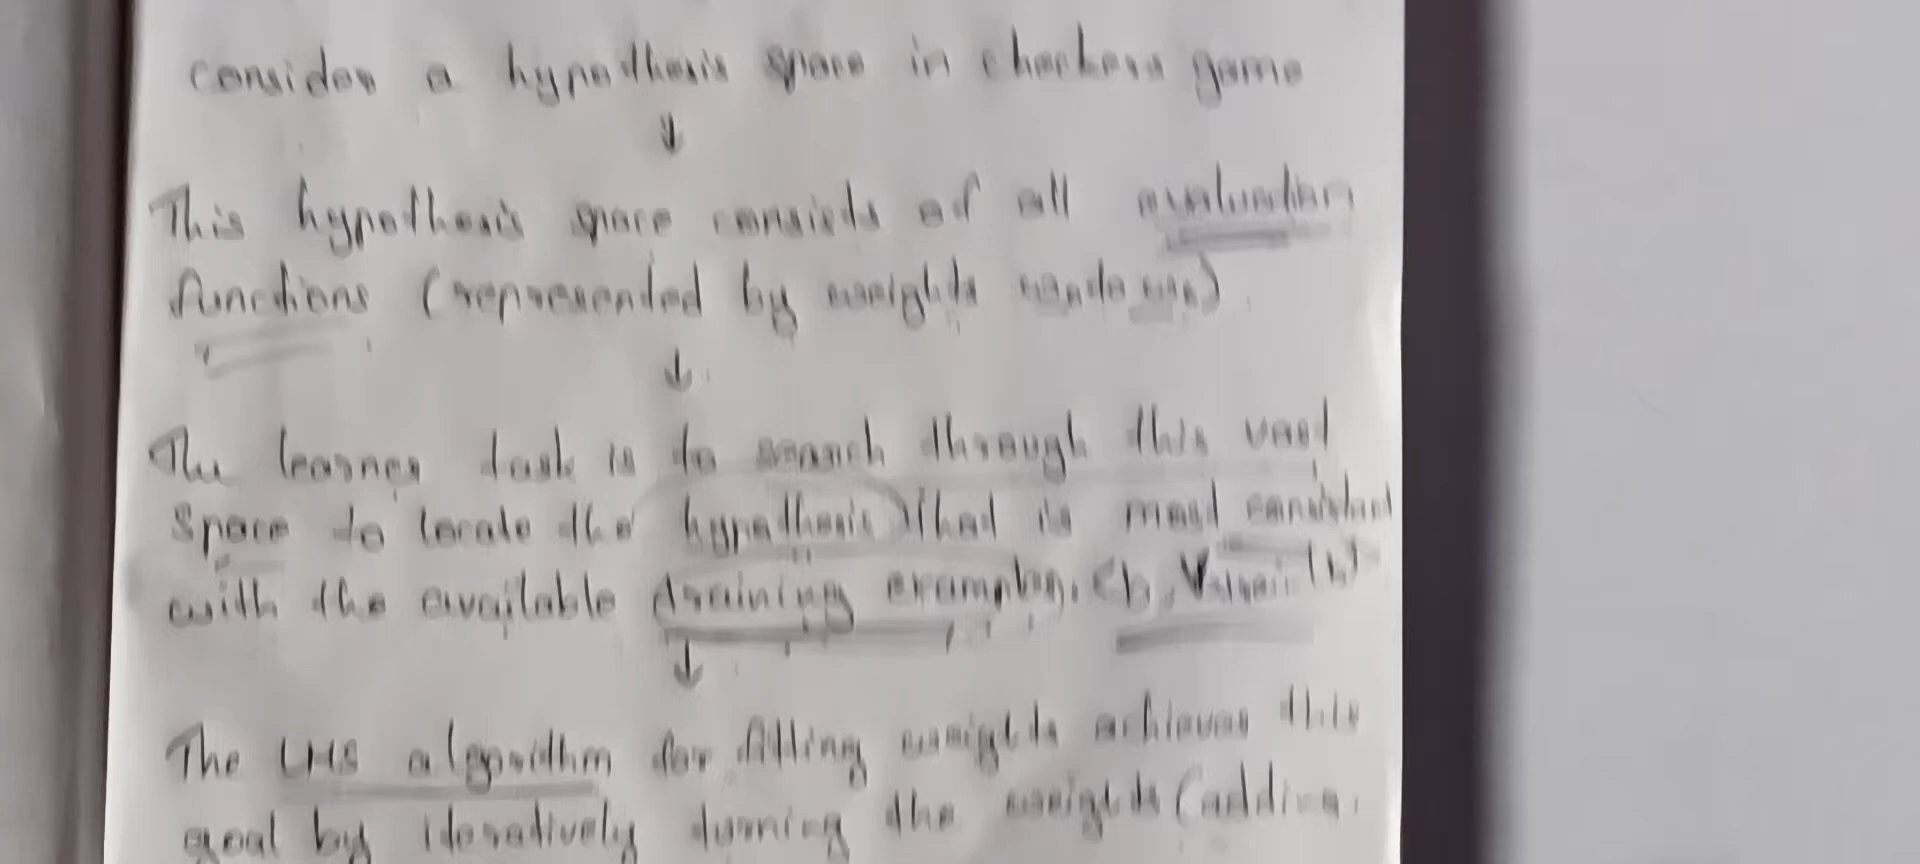 consider a hypothesis space in checkers game
↓
This hypothesis space consists of all evaluation
functions (represented by weights
↓
The learner task is to search through this vast
space to locate the hypothesis that is most consistent
with the available training examples. <b, Vtrain(b)>
↓
The LMS algorithm for fitting weights achieves this
goal by iteratively tuning the weights (adding